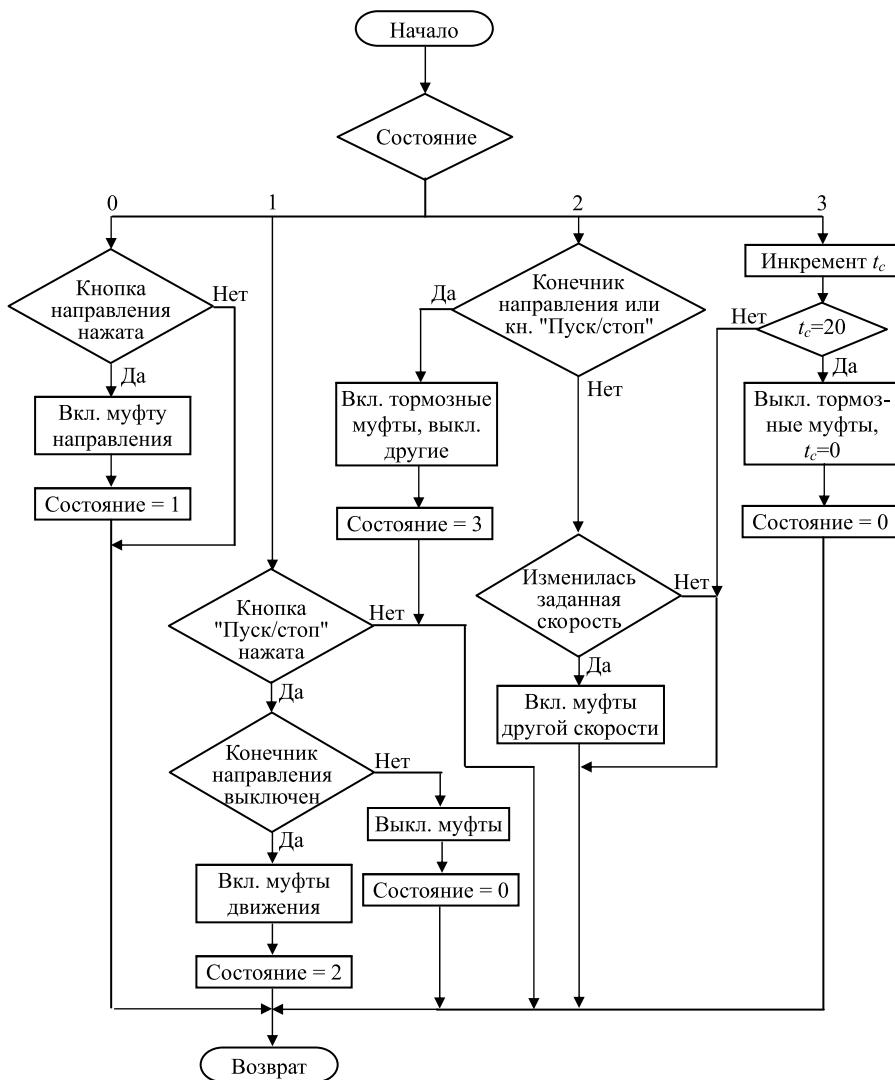 Начало
Состояние
0
1
2
3
Кнопка
направления
нажата
Нет
Да
Вкл. муфту
направления
Состояние = 1
Кнопка
"Пуск/стоп"
нажата
Нет
Да
Конечник
направления
выключен
Нет
Да
Вкл. муфты
движения
Состояние = 2
Выкл. муфты
Состояние = 0
Конечник
направления или
кн. "Пуск/стоп"
Да
Нет
Вкл. тормозные
муфты, выкл.
другие
Состояние = 3
Изменилась
заданная
скорость
Нет
Да
Вкл. муфты
другой скорости
Инкремент tc
tc=20
Нет
Да
Выкл. тормоз-
ные муфты,
tc=0
Состояние = 0
Возврат